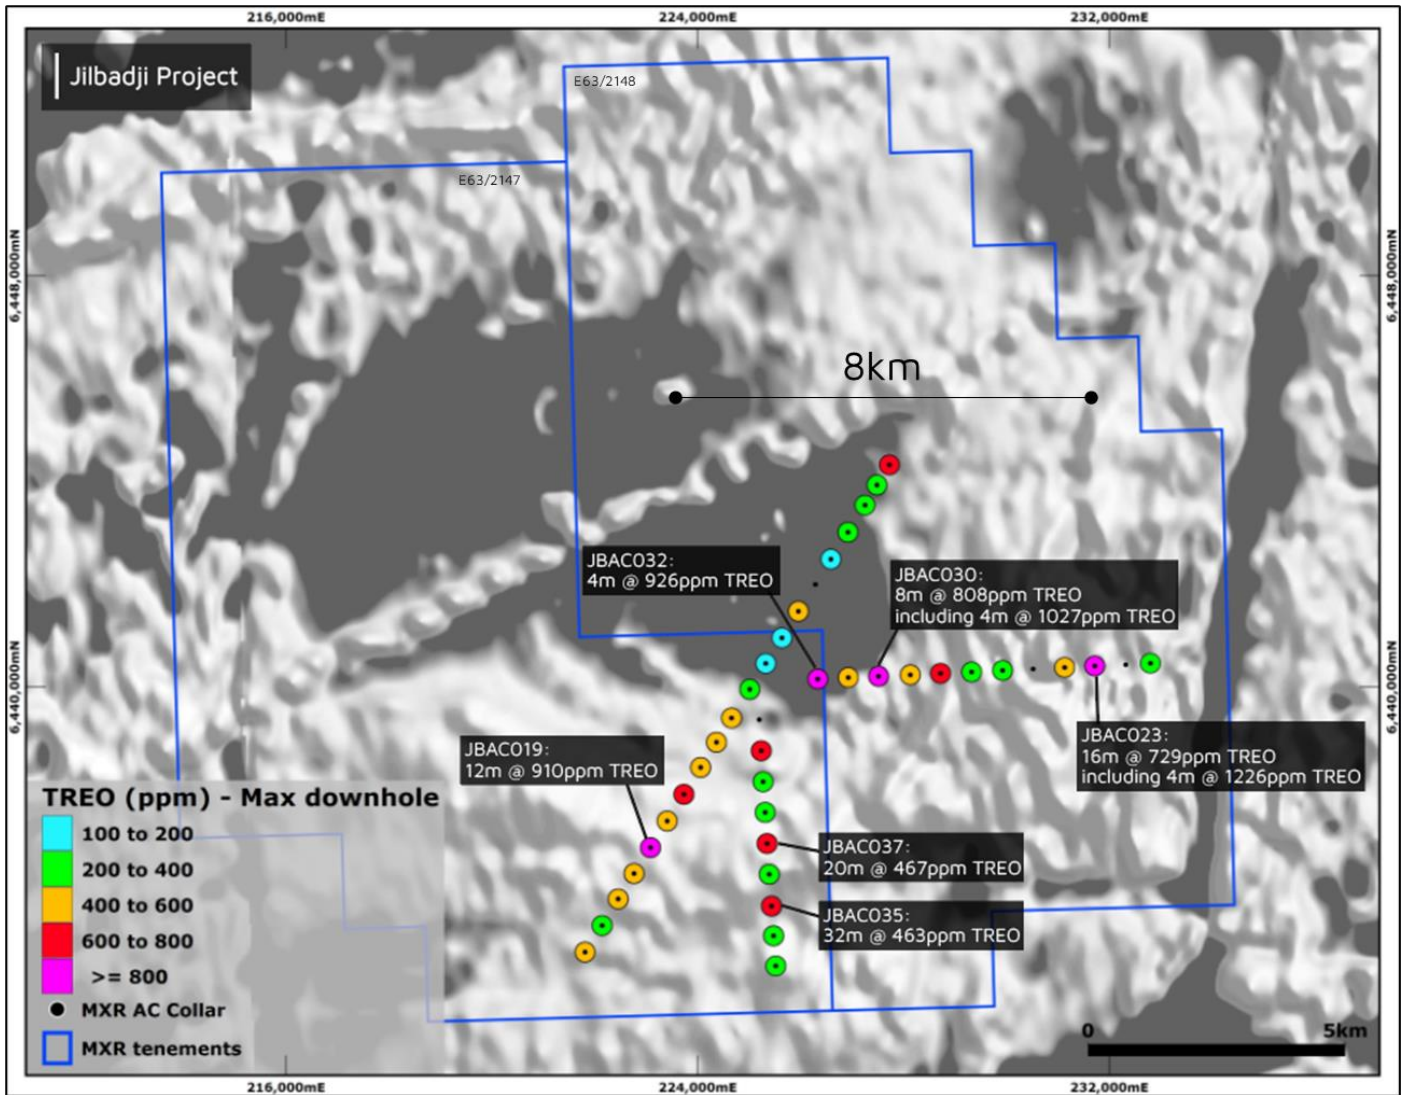 216,000mE
224,000mE
232,000mE
Jilbadji Project
E63/2148
E63/2147
6,448,000mN
6,448,000mN
8km
JBAC032:
4m @ 926ppm TREO
JBAC030:
8m @ 808ppm TREO
including 4m @ 1027ppm TREO
6,440,000mN
6,440,000mN
JBAC023:
16m @ 729ppm TREO
including 4m @ 1226ppm TREO
JBAC019:
12m @ 910ppm TREO
JBAC037:
20m @ 467ppm TREO
JBAC035:
32m @ 463ppm TREO
TREO (ppm) - Max downhole
100 to 200
200 to 400
400 to 600
600 to 800
>= 800
MXR AC Collar
MXR tenements
0
5km
216,000mE
224,000mE
232,000mE